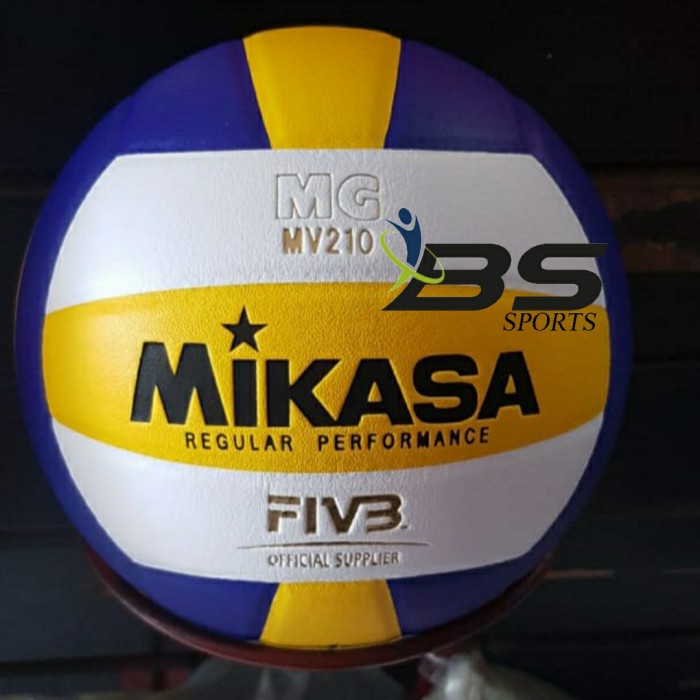 MG
MV210
BS
SPORTS
MIKASA
REGULAR PERFORMANCE
FIVB
OFFICIAL SUPPLIER